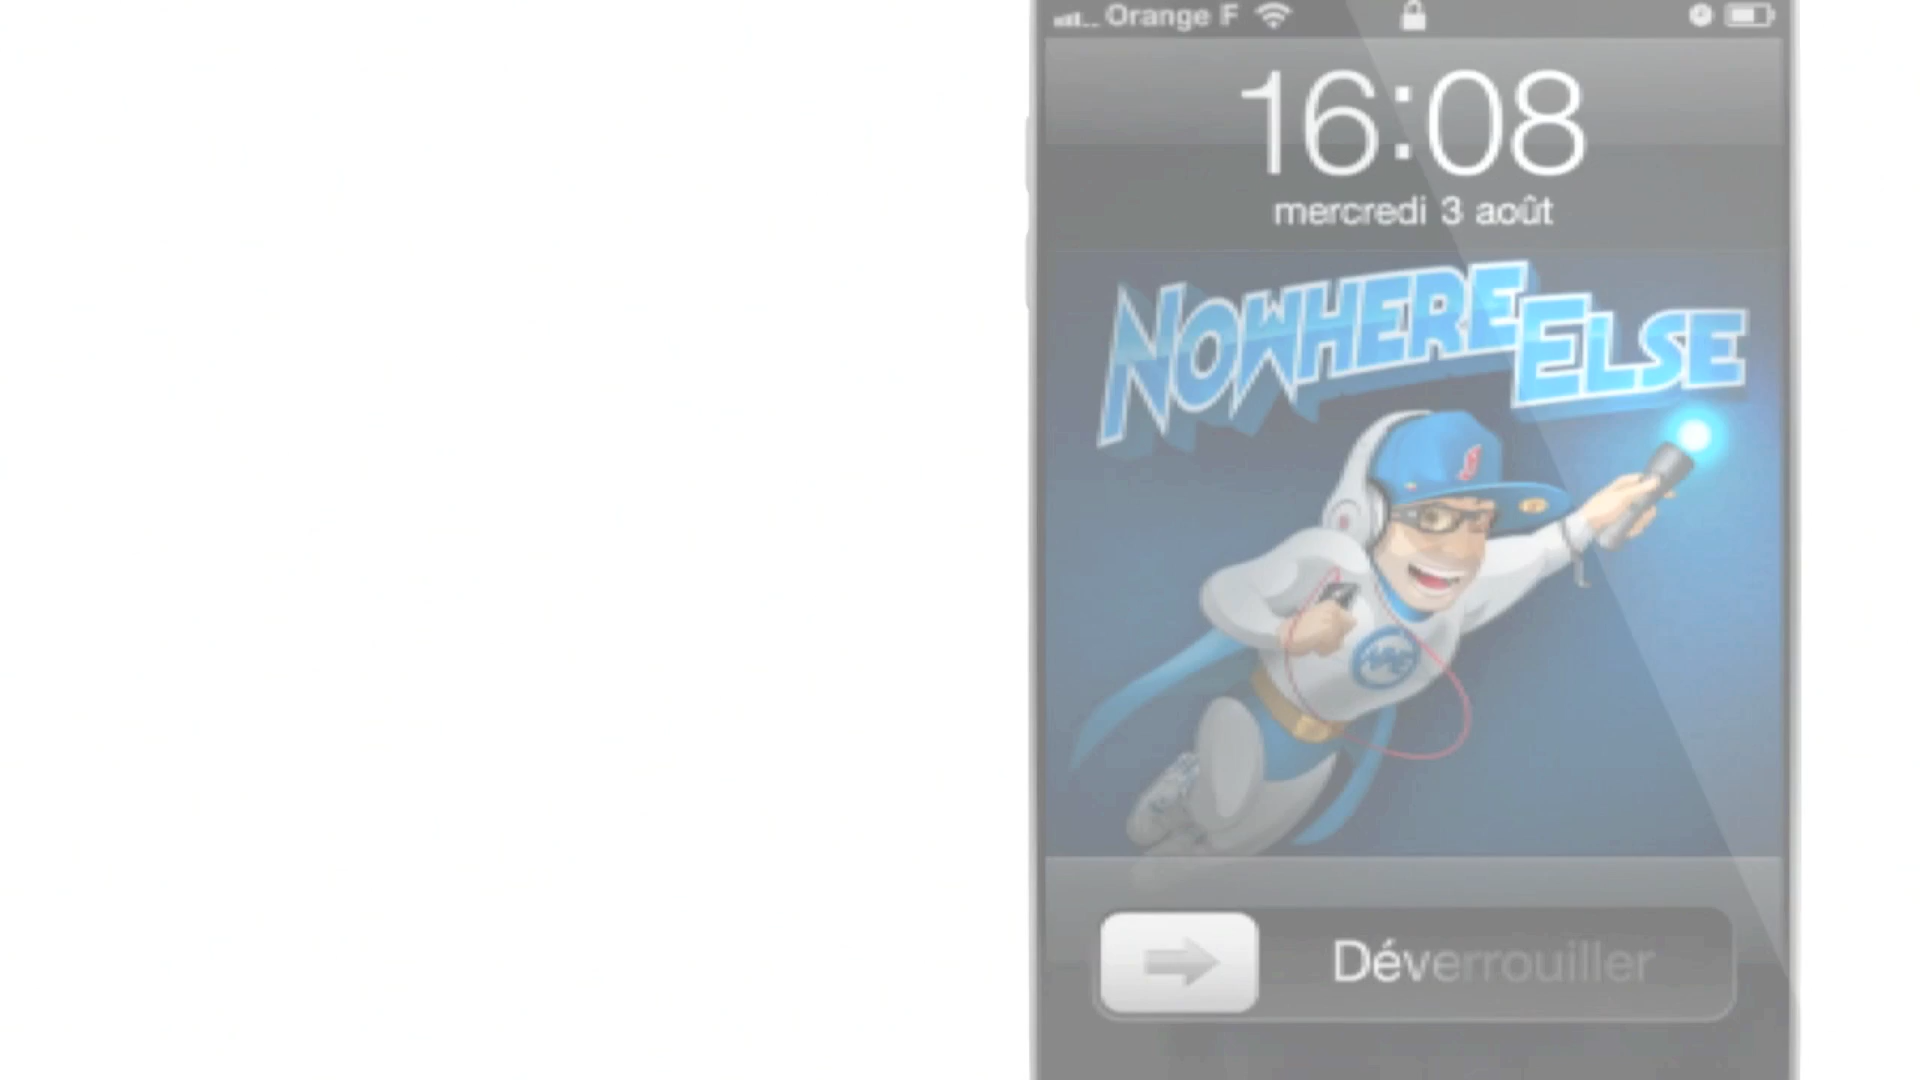 Orange F
16:08
mercredi 3 août
NOWHERE ELSE
Déverrouiller